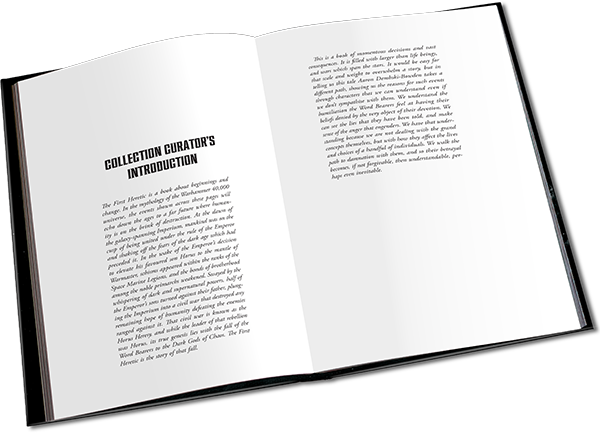 COLLECTION CURATOR'S
INTRODUCTION
The First Heretic is a book about beginnings and
change. In the mythology of the Warhammer 40,000
universe, the events shown across these pages will
echo down the ages to a far future where human-
ity is on the brink of destruction. At the dawn of
the galaxy-spanning Imperium, mankind was on the
cusp of being united under the rule of the Emperor
and shaking off the fears of the dark age which had
preceded it. In the wake of the Emperor's decision
to elevate his favoured son Horus to the mantle of
Warmaster, schisms appeared within the ranks of the
Space Marine Legions, and the bonds of brotherhood
among the noble primarchs weakened. Swayed by the
whispering of dark and supernatural powers, half of
the Emperor's sons turned against their father, plung-
ing the Imperium into a civil war that destroyed any
remaining hope of humanity defeating the enemies
ranged against it. That civil war is known as the
Horus Heresy, and while the leader of that rebellion
was Horus, its true genesis lies with the fall of the
Word Bearers to the Dark Gods of Chaos. The First
Heretic is the story of that fall.
This is a book of momentous decisions and vast
consequences. It is filled with larger than life beings,
and wars which span the stars. It would be easy for
that scale and weight to overwhelm a story, but in
telling us this tale Aaron Dembski-Bowden takes a
different path, showing us the reasons for such events
through characters that we can understand even if
we don't sympathise with them. We understand the
humiliation the Word Bearers feel at having their
beliefs denied by the very object of their devotion. We
can see the lies that they have been told, and make
sense of the anger that engenders. We have that under-
standing because we are not dealing with the grand
concepts themselves, but with how they affect the lives
and choices of a handful of individuals. We walk the
path to damnation with them, and so their betrayal
becomes, if not forgivable, then understandable, per-
haps even inevitable.